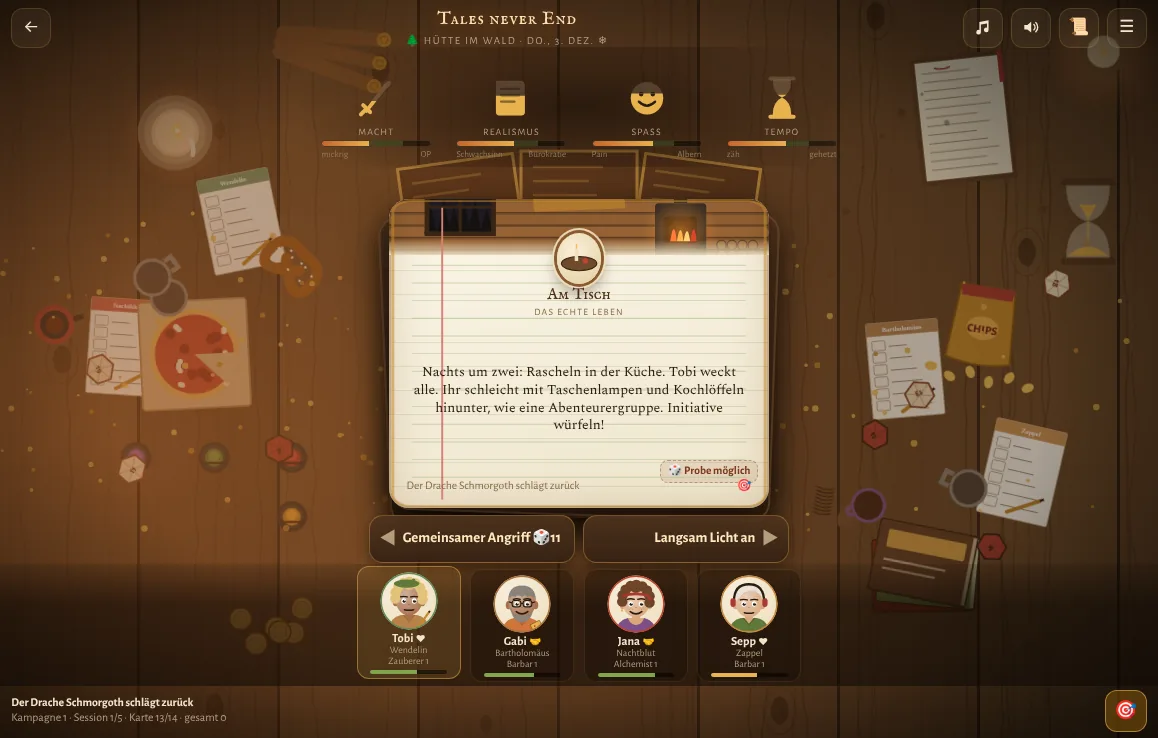 Tales never End
🌲 HÜTTE IM WALD · DO., 3. DEZ. ❄
MACHT
REALISMUS
SPASS
TEMPO
mickrig
OP
Schwachsinn
Bürokratie
Pain
Albern
zäh
gehetzt
Wendelin
Nachtblut
Bartholomäus
CHIPS
Zappel
Am Tisch
DAS ECHTE LEBEN
Nachts um zwei: Rascheln in der Küche. Tobi weckt
alle. Ihr schleicht mit Taschenlampen und Kochlöffeln
hinunter, wie eine Abenteurergruppe. Initiative
würfeln!
🎲 Probe möglich
Der Drache Schmorgoth schlägt zurück 🎯
◀ Gemeinsamer Angriff 🎲11
Langsam Licht an ▶
Tobi ❤
Wendelin
Zauberer 1
Gabi 🤝
Bartholomäus
Barbar 1
Jana 🤝
Nachtblut
Alchemist 1
Sepp ❤
Zappel
Barbar 1
Der Drache Schmorgoth schlägt zurück
Kampagne 1 · Session 1/5 · Karte 13/14 · gesamt 0